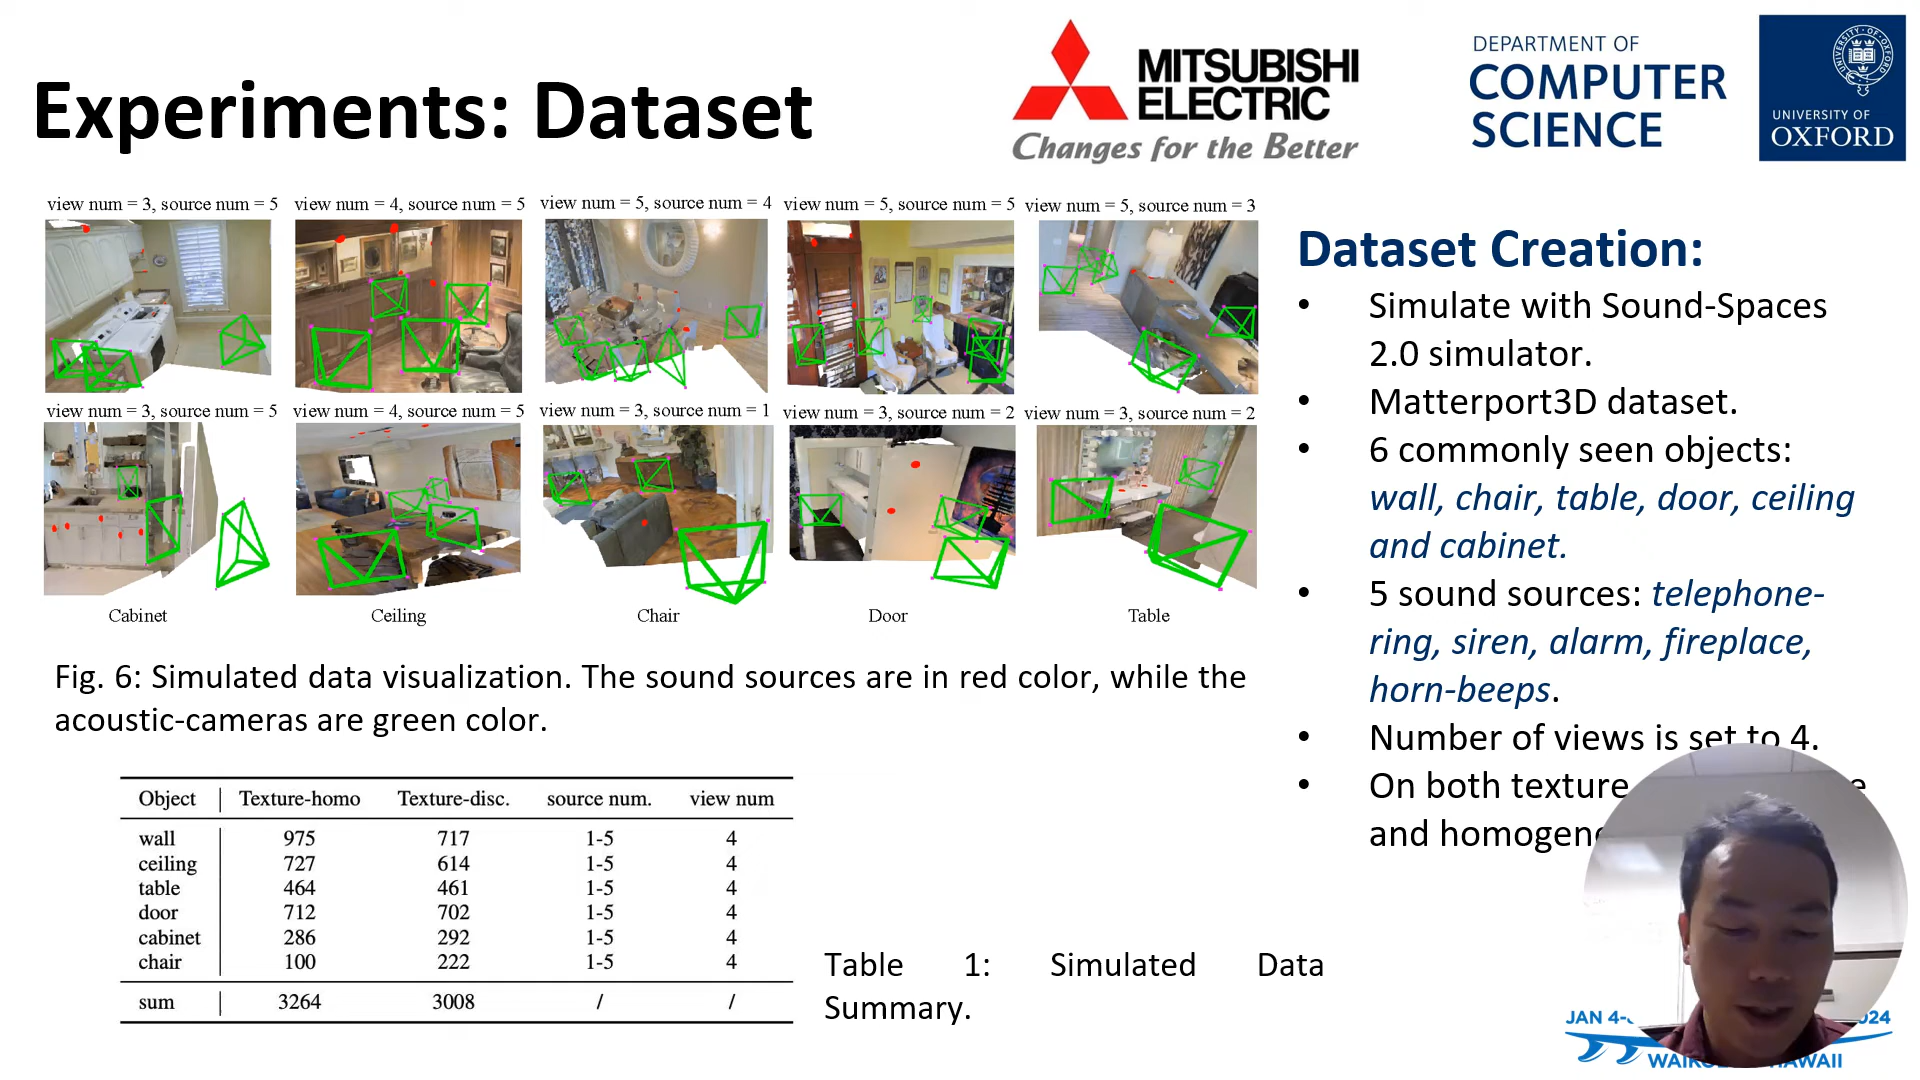 Experiments: Dataset
MITSUBISHI
ELECTRIC
Changes for the Better
DEPARTMENT OF
COMPUTER
SCIENCE
UNIVERSITY OF
OXFORD
view num = 3, source num = 5
view num = 4, source num = 5
view num = 5, source num = 4
view num = 5, source num = 5
view num = 5, source num = 3
view num = 3, source num = 5
view num = 4, source num = 5
view num = 3, source num = 1
view num = 3, source num = 2
view num = 3, source num = 2
Cabinet
Ceiling
Chair
Door
Table
Fig. 6: Simulated data visualization. The sound sources are in red color, while the
acoustic-cameras are green color.
Object Texture-homo Texture-disc. source num. view num
wall 975 717 1-5 4
ceiling 727 614 1-5 4
table 464 461 1-5 4
door 712 702 1-5 4
cabinet 286 292 1-5 4
chair 100 222 1-5 4
sum 3264 3008 / /
Table 1: Simulated Data
Summary.
Dataset Creation:
• Simulate with Sound-Spaces
2.0 simulator.
• Matterport3D dataset.
• 6 commonly seen objects:
wall, chair, table, door, ceiling
and cabinet.
• 5 sound sources: telephone-
ring, siren, alarm, fireplace,
horn-beeps.
• Number of views is set to 4.
• On both texture
and
JAN